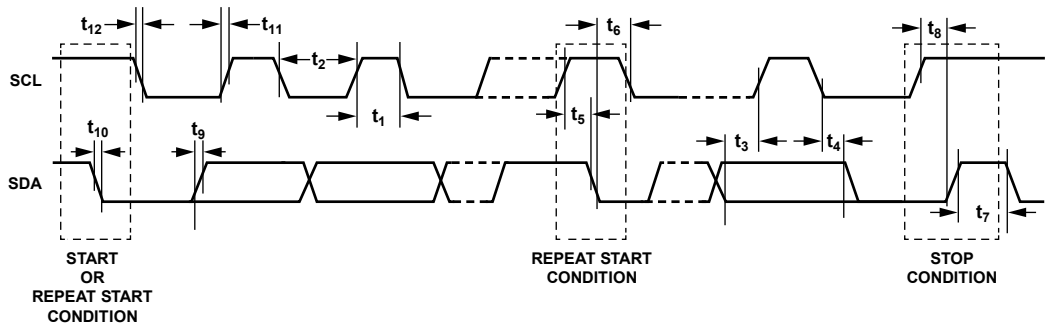 t12
t11
t6
t8
SCL
t2
t1
t5
t10
t9
t3
t4
SDA
t7
START
OR
REPEAT START
CONDITION
REPEAT START
CONDITION
STOP
CONDITION